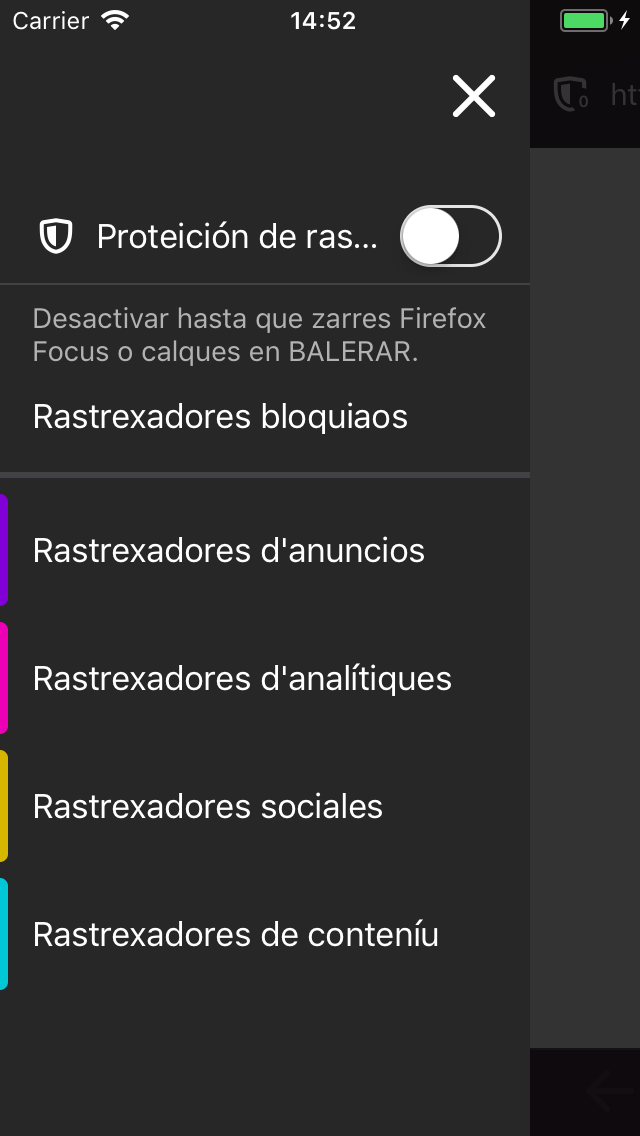 Carrier 14:52
0 ht
Proteición de ras...
Desactivar hasta que zarres Firefox
Focus o calques en BALERAR.
Rastrexadores bloquiaos
Rastrexadores d'anuncios
Rastrexadores d'analítiques
Rastrexadores sociales
Rastrexadores de conteníu